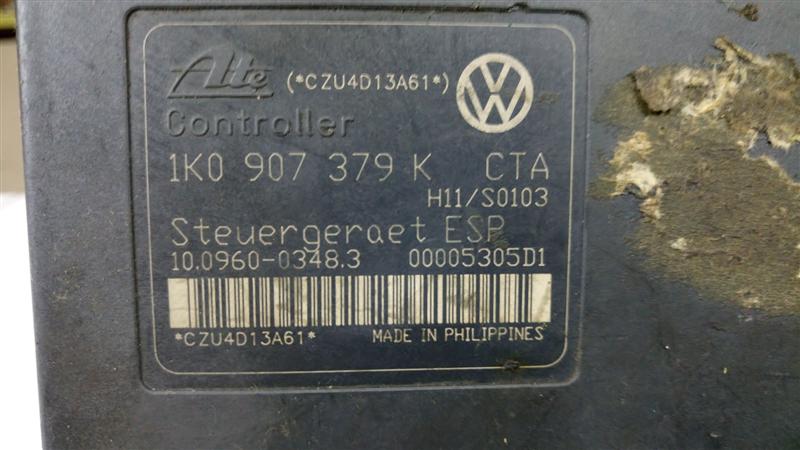 Ate (*CZU4D13A61*) VW
Controller
1K0 907 379 K CTA
H11/S0103
Steuergeraet ESP
10.0960-0348.3 00005305D1
*CZU4D13A61* MADE IN PHILIPPINES